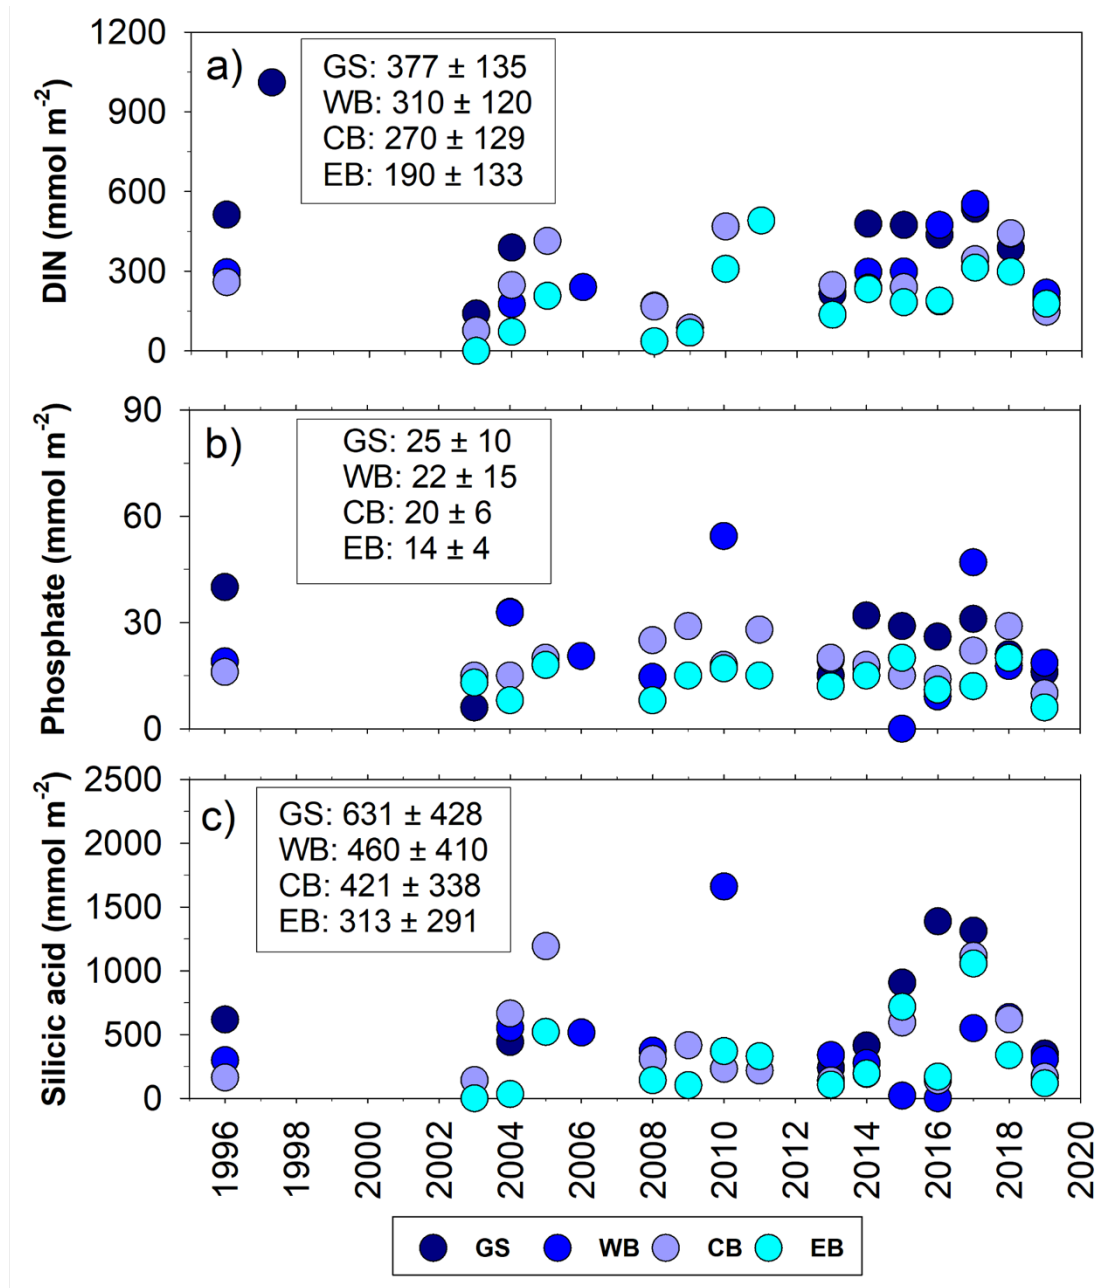 a)
GS: 377 ± 135
WB: 310 ± 120
CB: 270 ± 129
EB: 190 ± 133
DIN (mmol m-2)
1200
900
600
300
0
b)
GS: 25 ± 10
WB: 22 ± 15
CB: 20 ± 6
EB: 14 ± 4
Phosphate (mmol m-2)
90
60
30
0
c)
GS: 631 ± 428
WB: 460 ± 410
CB: 421 ± 338
EB: 313 ± 291
Silicic acid (mmol m-2)
2500
2000
1500
1000
500
0
1996
1998
2000
2002
2004
2006
2008
2010
2012
2014
2016
2018
2020
GS WB CB EB